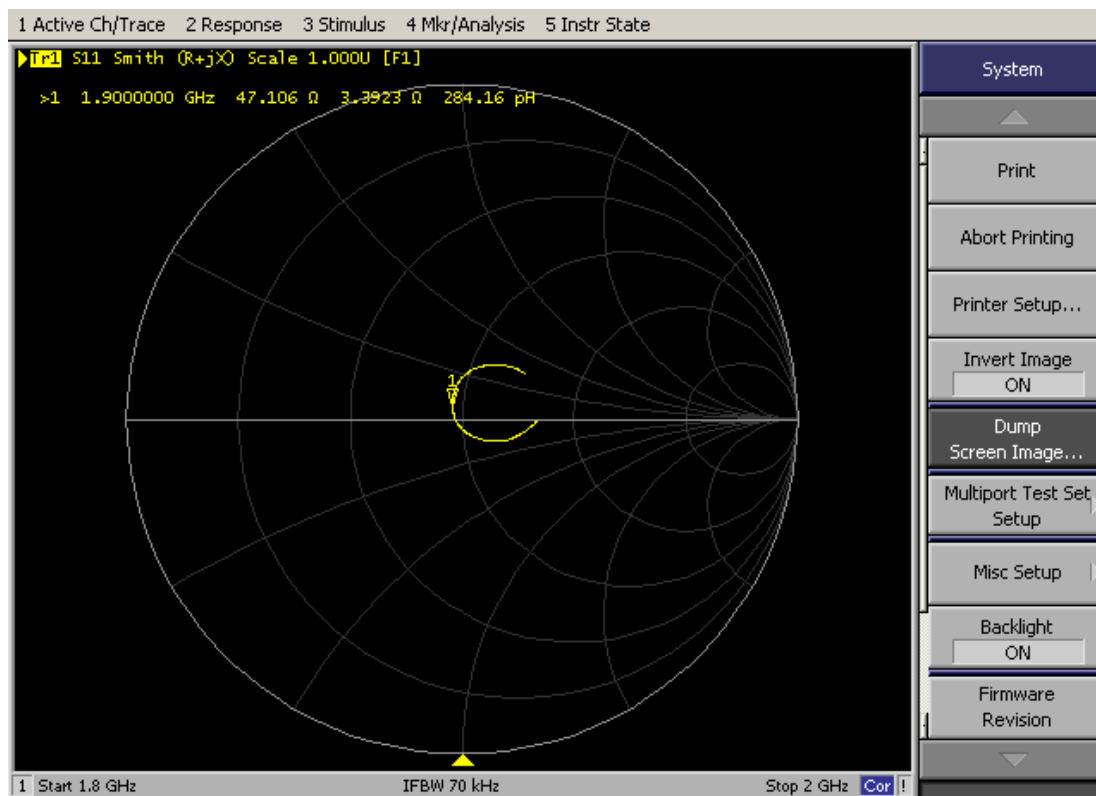 1 Active Ch/Trace 2 Response 3 Stimulus 4 Mkr/Analysis 5 Instr State
Tr1 S11 Smith (R+jX) Scale 1.000U [F1]
>1 1.9000000 GHz 47.106 Ω 3.3923 Ω 284.16 pH
1
System
Print
Abort Printing
Printer Setup...
Invert Image
ON
Dump
Screen Image...
Multiport Test Set
Setup
Misc Setup
Backlight
ON
Firmware
Revision
1 Start 1.8 GHz IFBW 70 kHz Stop 2 GHz Cor !